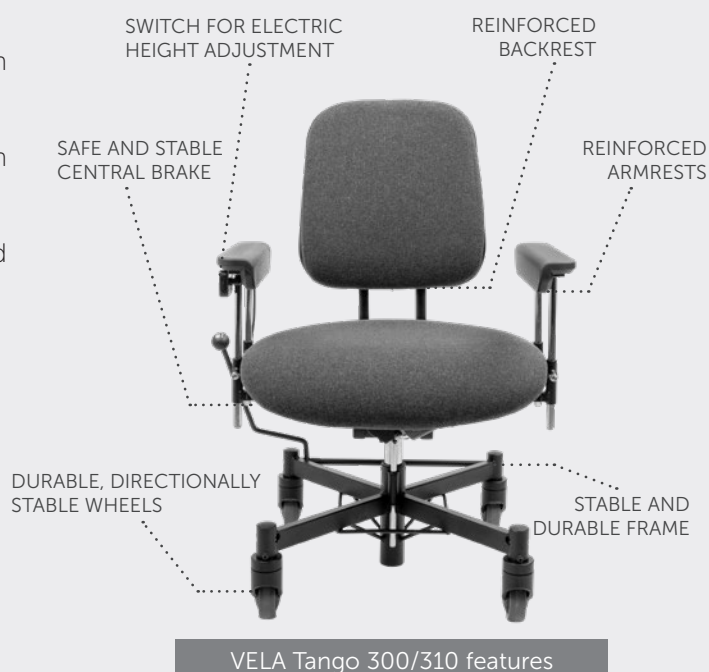 SWITCH FOR ELECTRIC
HEIGHT ADJUSTMENT
REINFORCED
BACKREST
SAFE AND STABLE
CENTRAL BRAKE
REINFORCED
ARMRESTS
DURABLE, DIRECTIONALLY
STABLE WHEELS
STABLE AND
DURABLE FRAME
VELA Tango 300/310 features